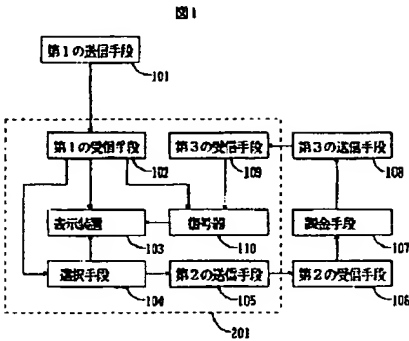 図1
第1の送信手段
101
第1の受信手段
102
第3の受信手段
109
第3の送信手段
108
表示装置
103
信号器
110
課金手段
107
選択手段
104
第2の送信手段
105
第2の受信手段
106
201